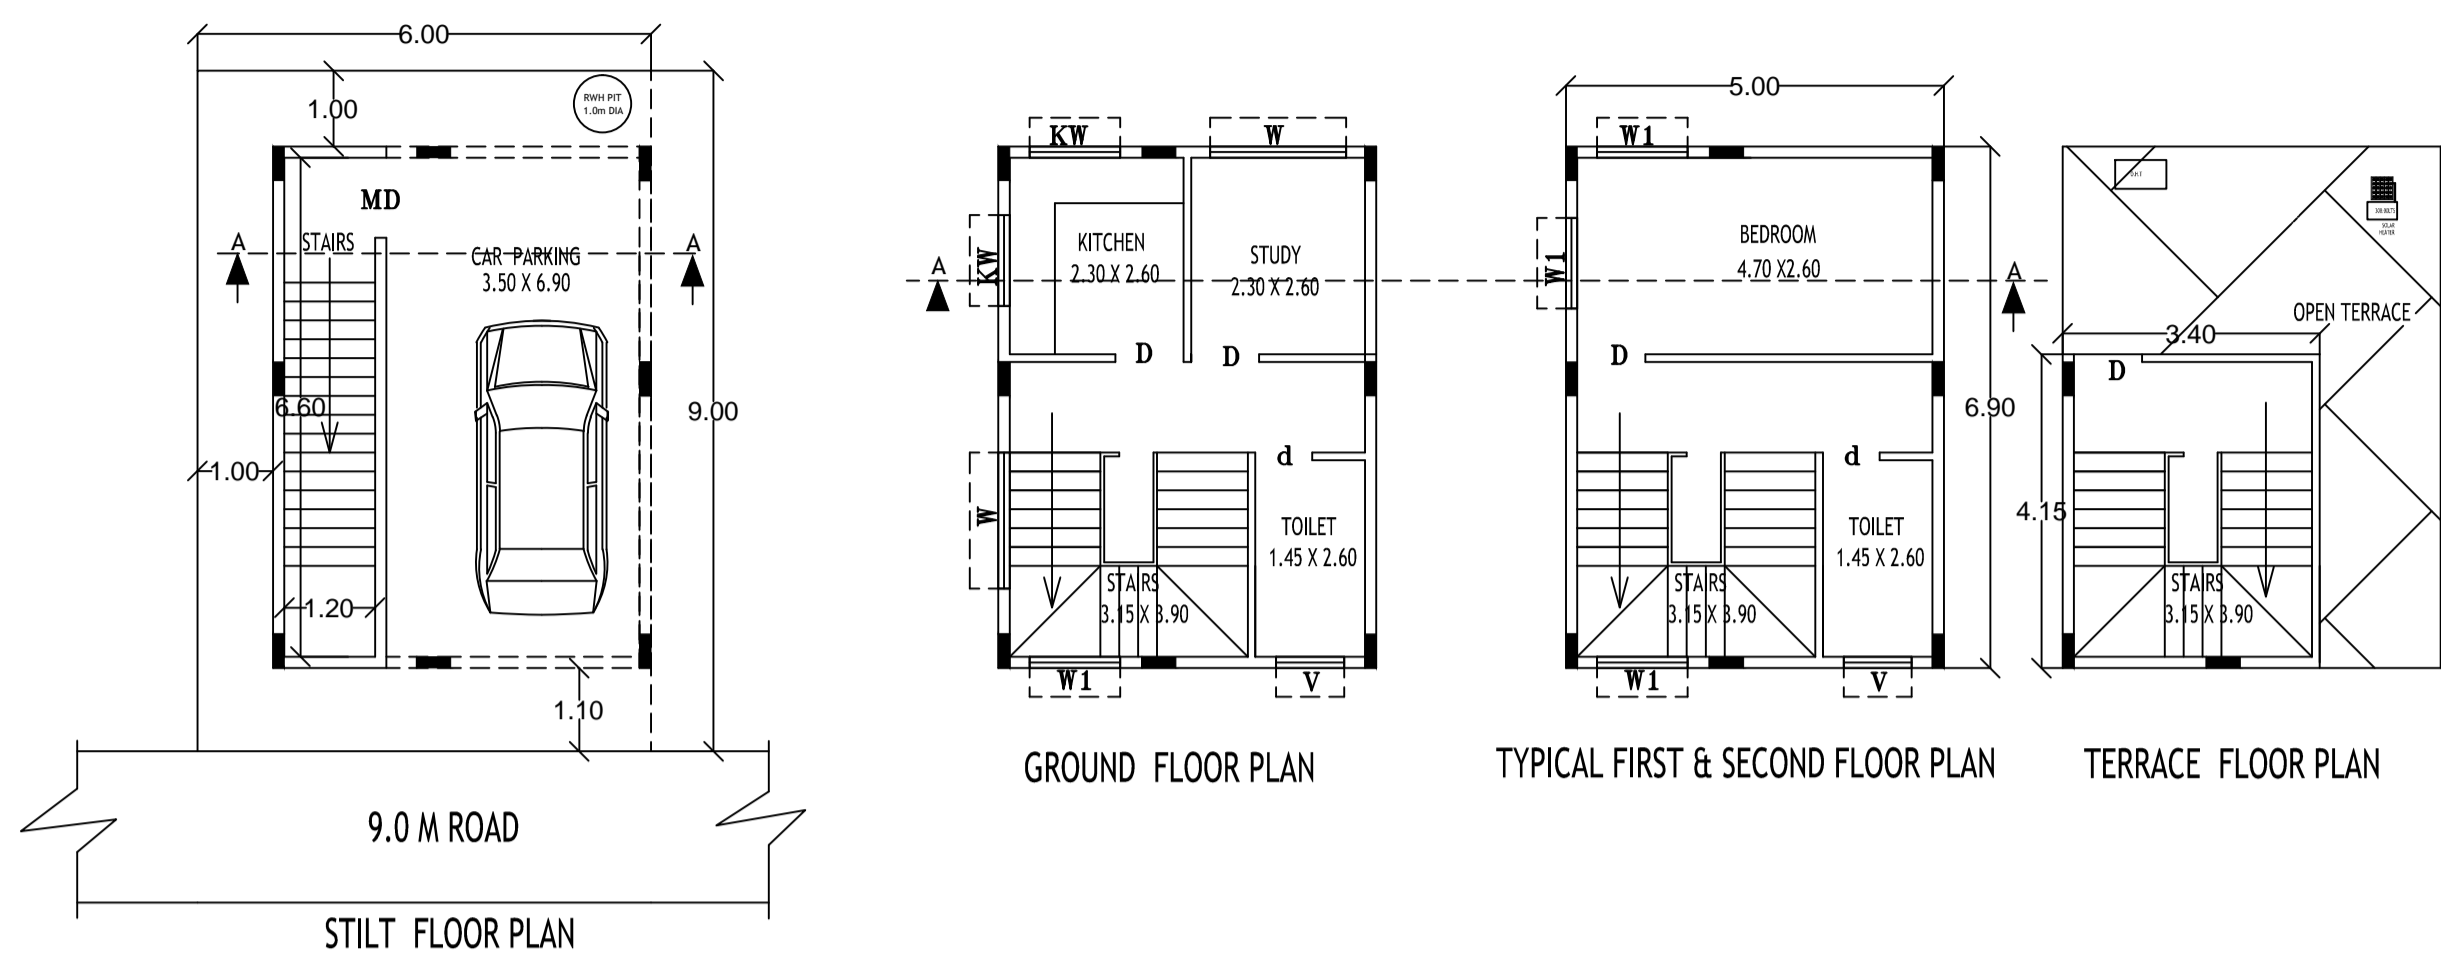 6.00
1.00
RWH PIT
1.0m DIA
MD
A
STAIRS
CAR PARKING
3.50 X 6.90
A
6.60
9.00
1.00
1.20
1.10
9.0 M ROAD
STILT FLOOR PLAN
KW
W
KW
KITCHEN
2.30 X 2.60
STUDY
2.30 X 2.60
A
D
D
d
W
TOILET
1.45 X 2.60
STAIRS
3.15 X 3.90
W1
V
GROUND FLOOR PLAN
5.00
W1
W1
BEDROOM
4.70 X2.60
A
D
6.90
d
TOILET
1.45 X 2.60
STAIRS
3.15 X 3.90
W1
V
TYPICAL FIRST & SECOND FLOOR PLAN
O.H.T
SOLAR
HEATER
OPEN TERRACE
3.40
D
4.15
STAIRS
3.15 X 3.90
TERRACE FLOOR PLAN